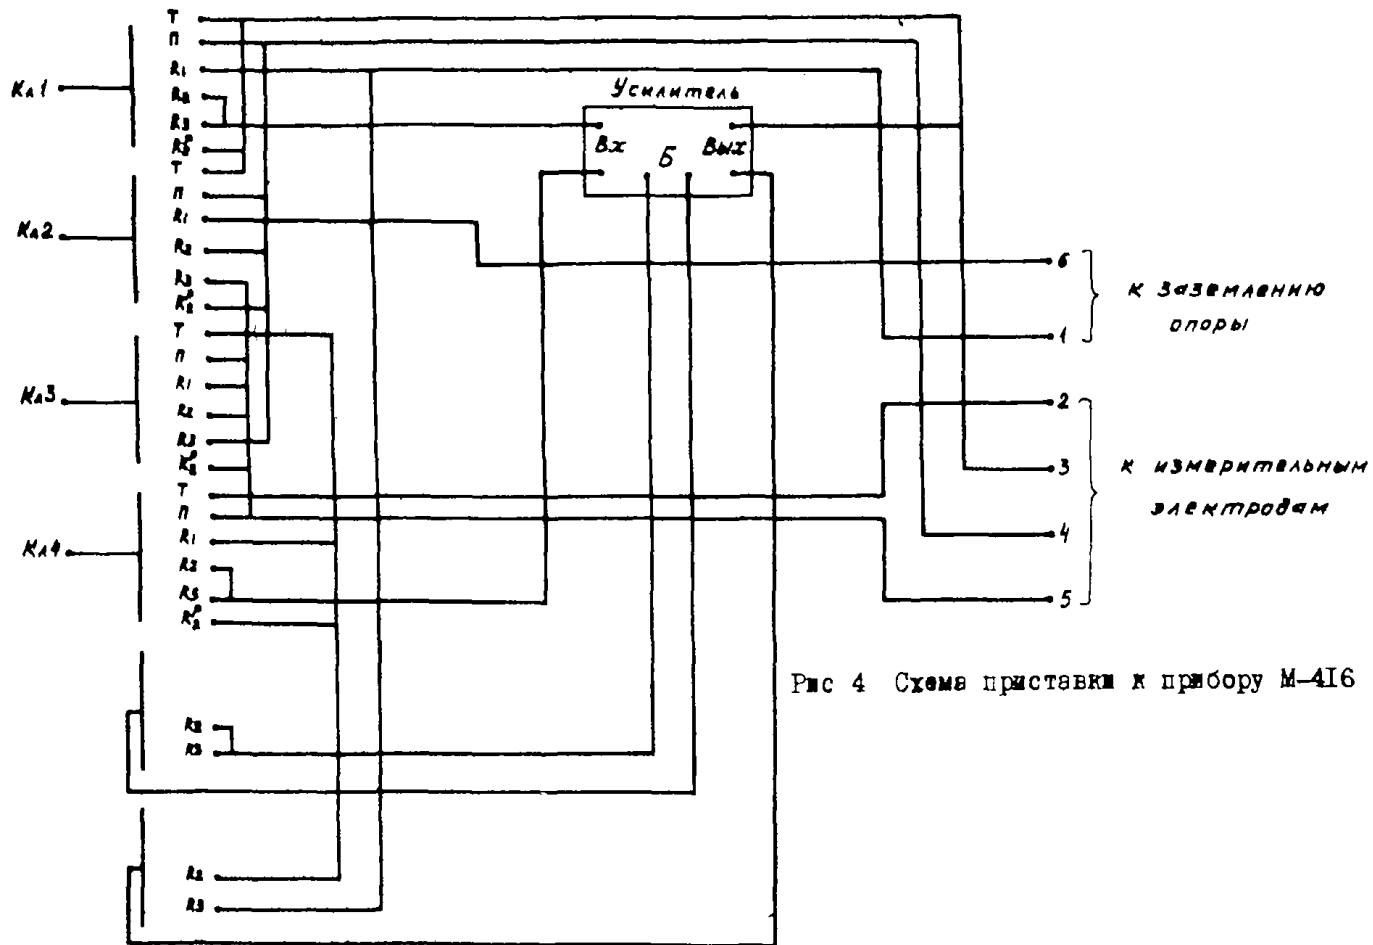 Т
П
R1
Кл1
R2
R3
Усилитель
Вх
Б
Вых
Т
П
R1
Кл2
R2
R3
6
К заземлению
опоры
1
Т
П
R1
Кл3
R2
R3
2
3
К измерительным
электродам
4
5
Т
П
R1
Кл4
R2
R3
Рис 4 Схема приставки к прибору М-416
R2
R3
R2
R3